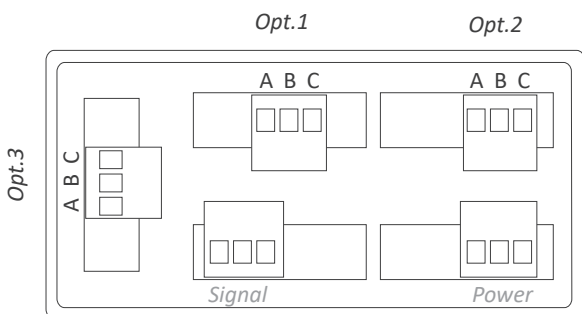 Opt.1 Opt.2
A B C A B C
Opt.3
A B C
Signal Power